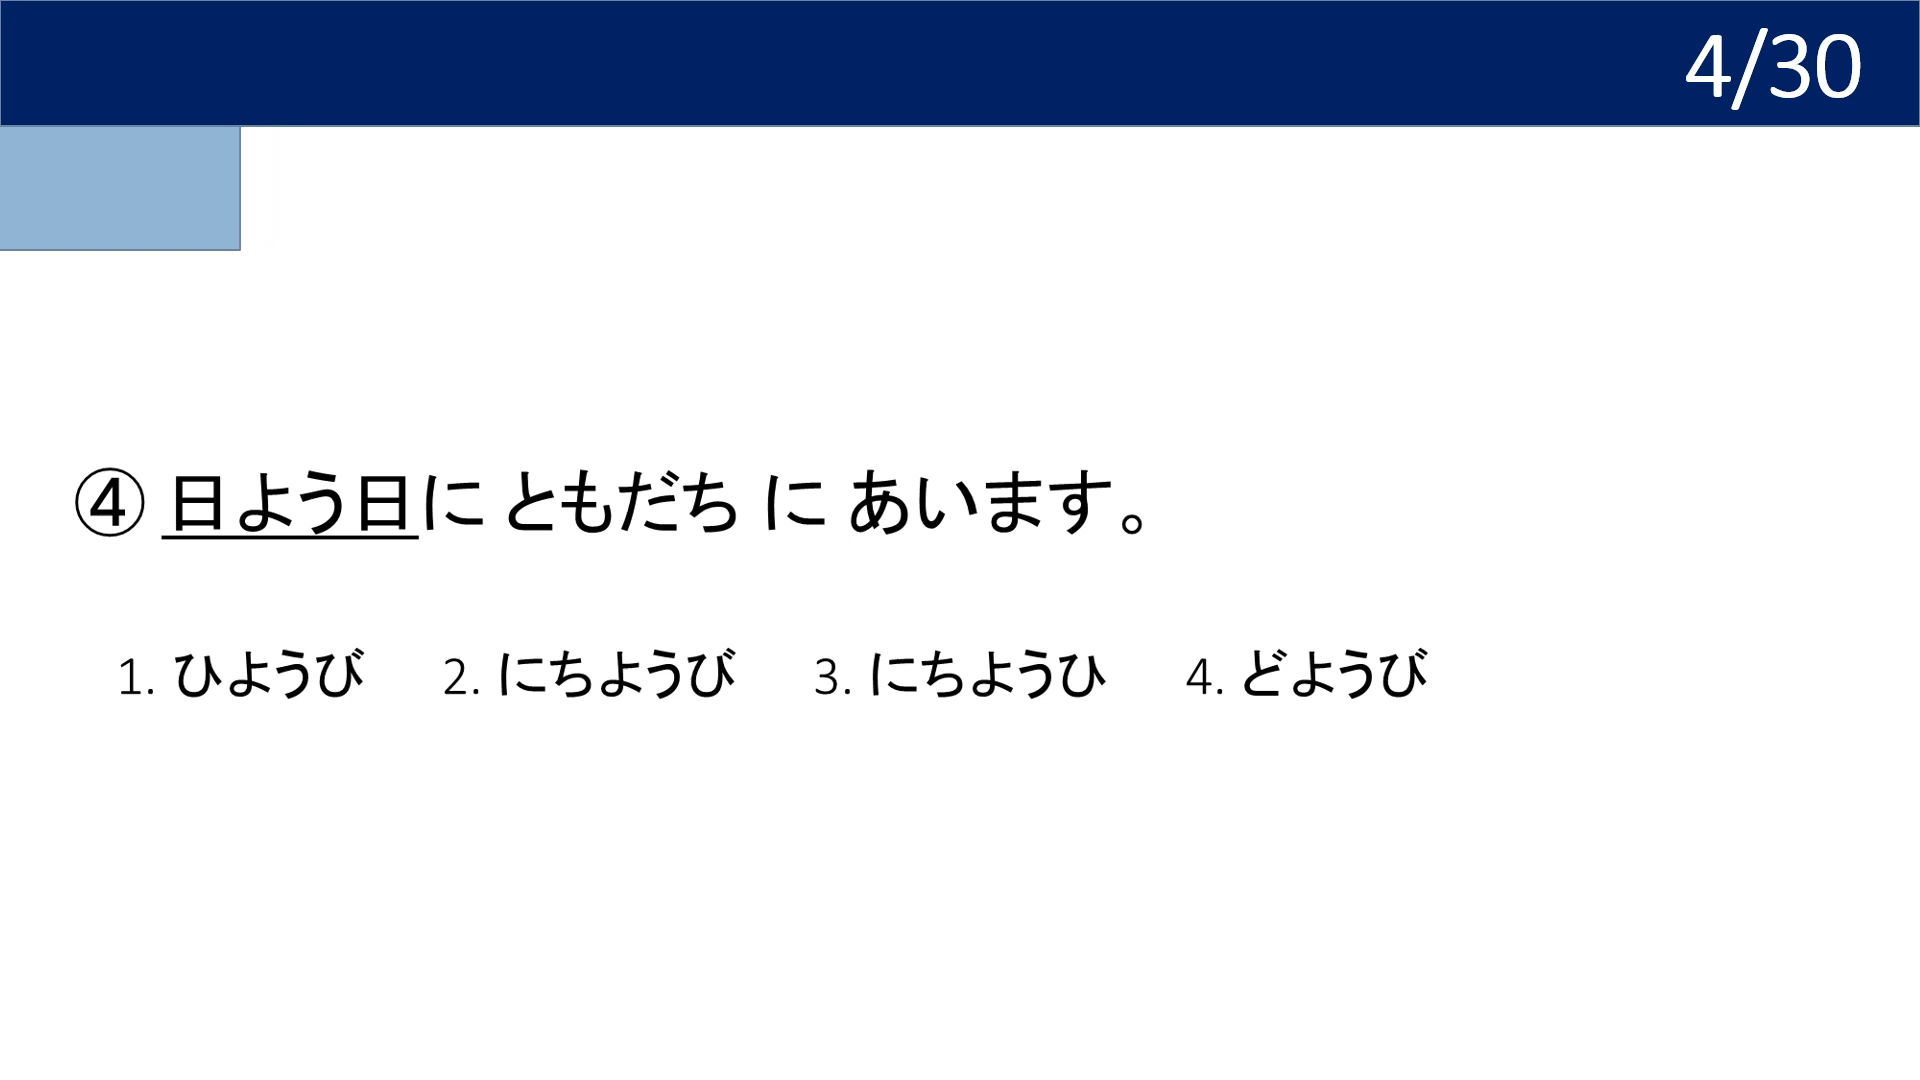 4/30
④ 日よう日に ともだち に あいます。
1. ひようび 2. にちようび 3. にちようひ 4. どようび